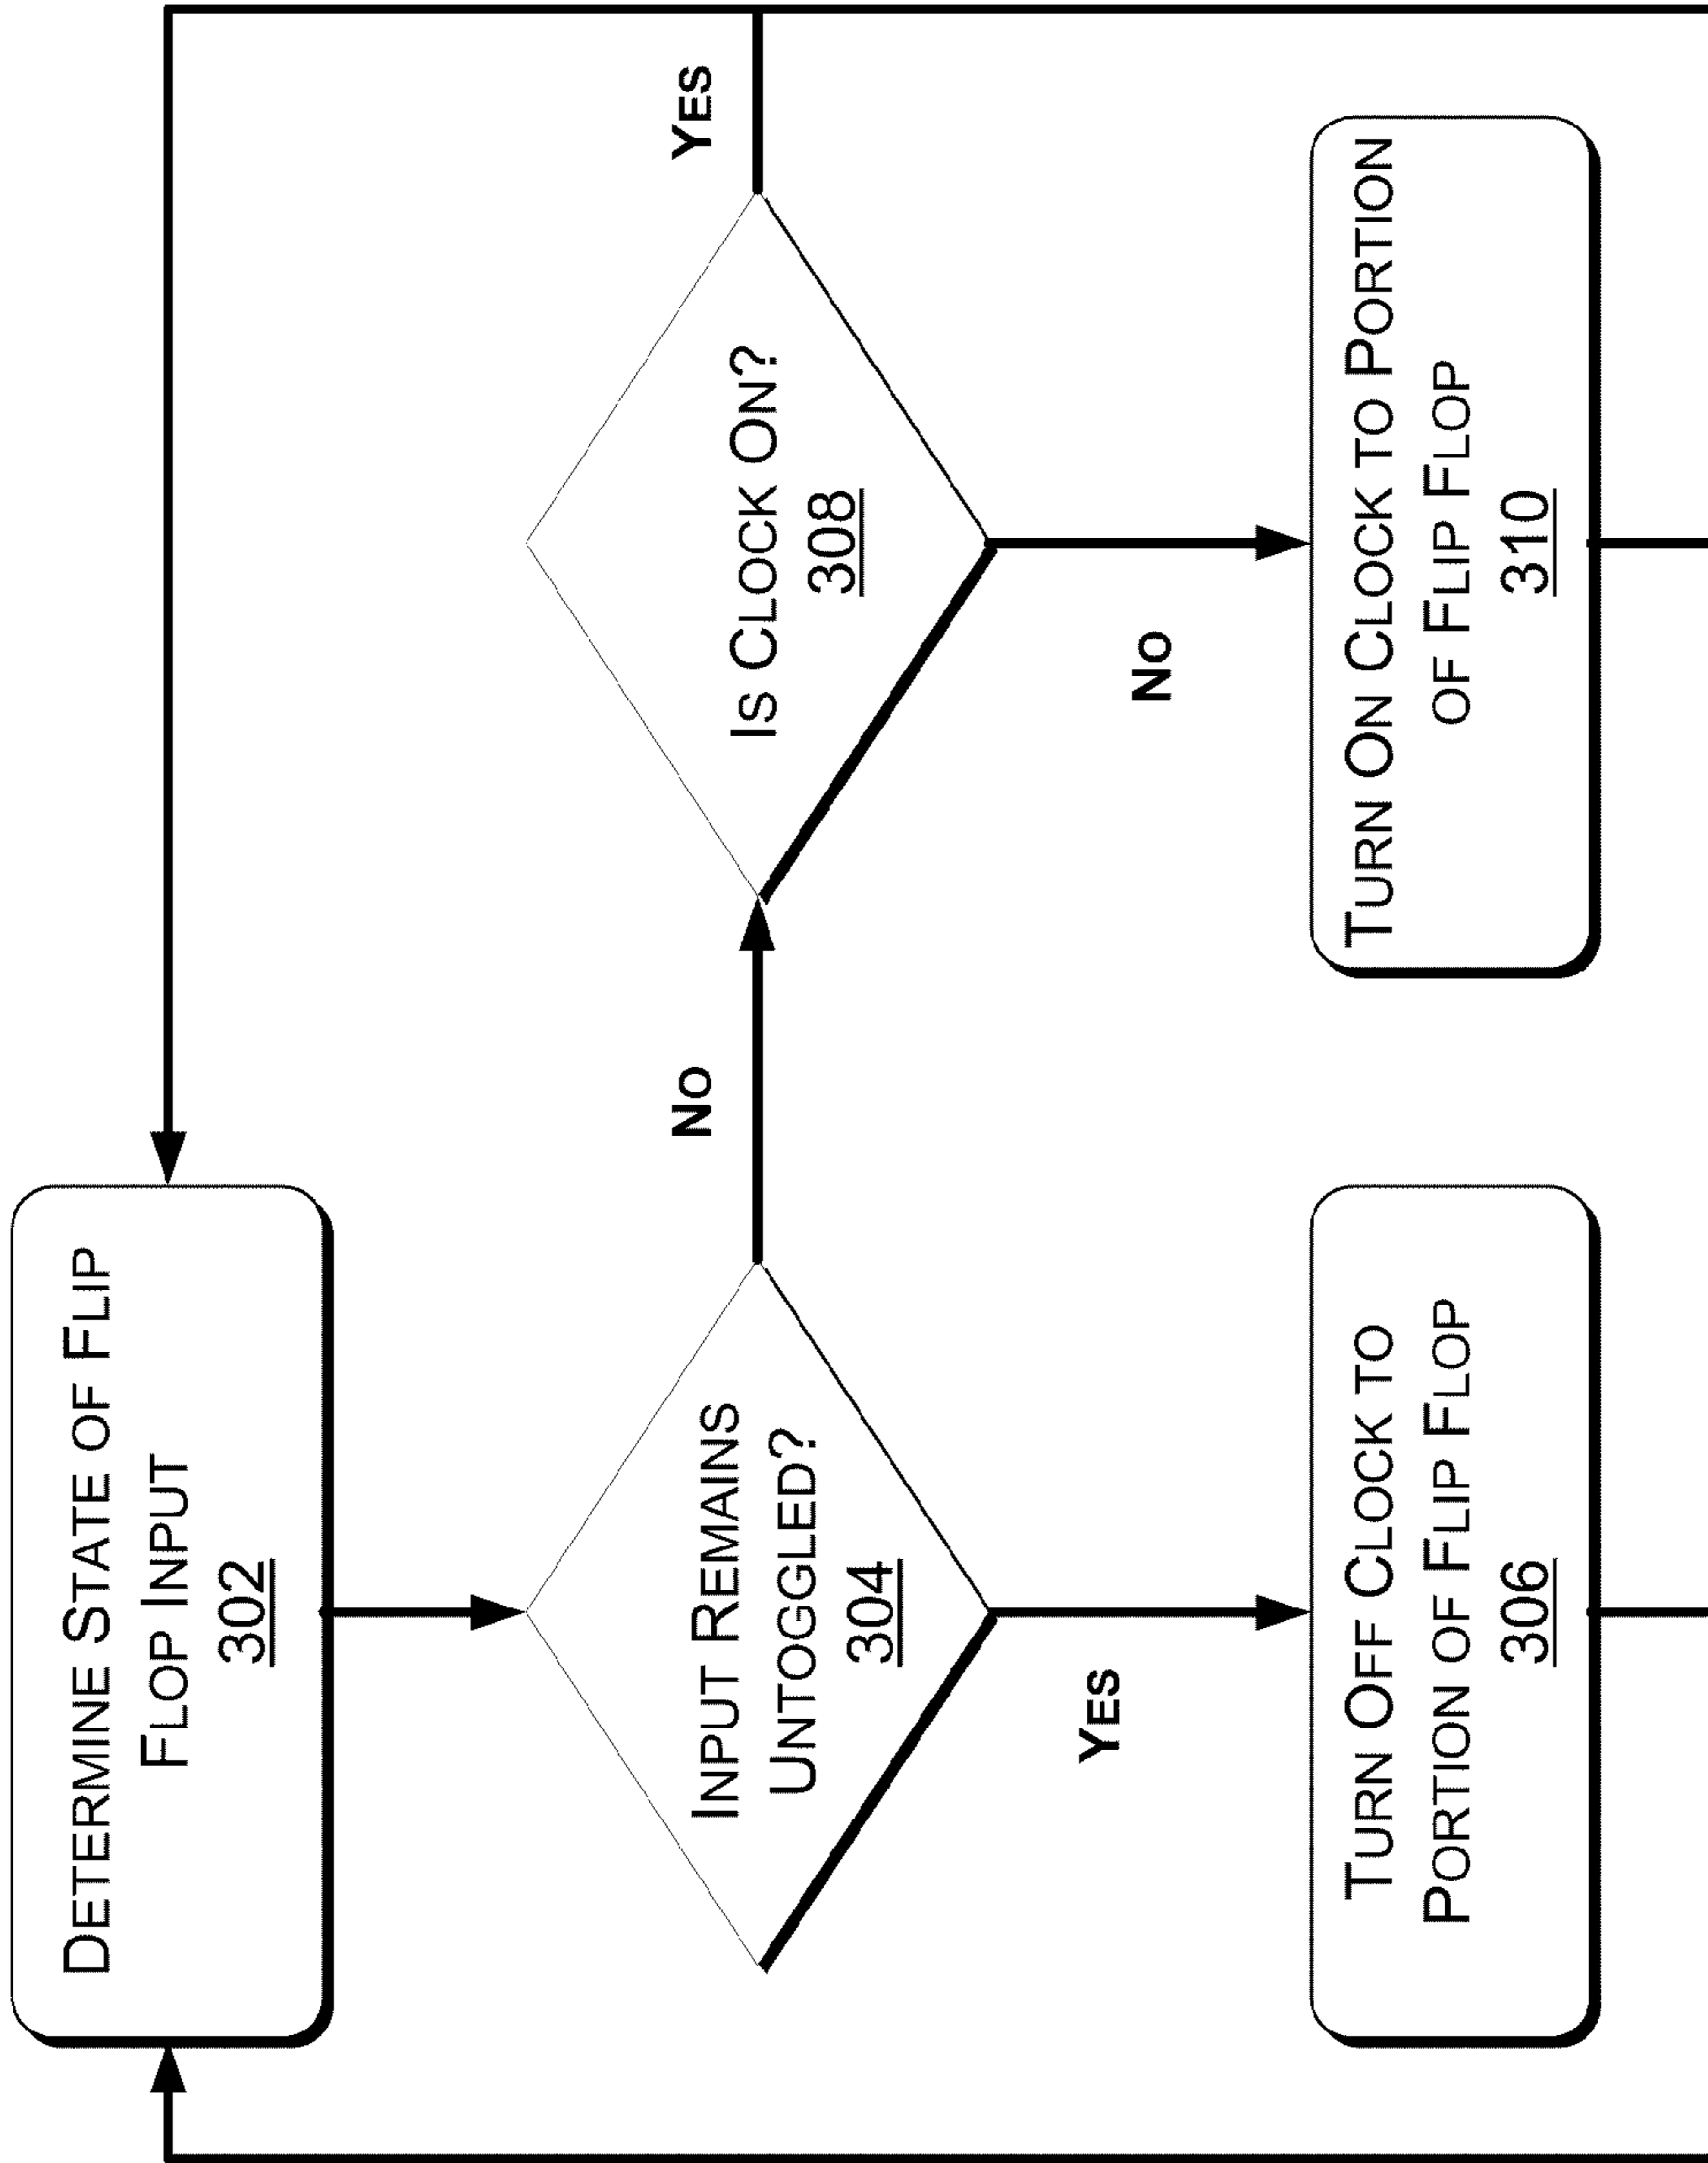 DETERMINE STATE OF FLIP
FLOP INPUT
302
INPUT REMAINS
UNTOGGLED?
304
NO
YES
IS CLOCK ON?
308
YES
NO
TURN OFF CLOCK TO
PORTION OF FLIP FLOP
306
TURN ON CLOCK TO PORTION
OF FLIP FLOP
310